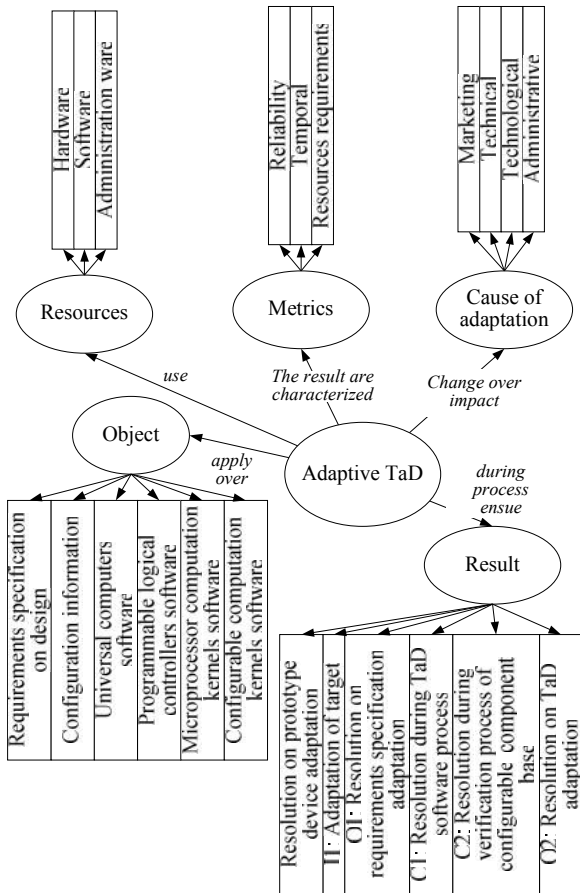 Hardware
Software
Administration ware
Reliability
Temporal
Resources requirements
Marketing
Technical
Technological
Administrative
Resources
Metrics
Cause of
adaptation
use
The result are
characterized
Change over
impact
Object
apply
over
Adaptive TaD
during
process
ensue
Result
Requirements specification
on design
Configuration information
Universal computers
software
Programmable logical
controllers software
Microprocessor computation
kernels software
Configurable computation
kernels software
Resolution on prototype
device adaptation
I1: Adaptation of target
O1: Resolution on
requirements specification
adaptation
C1: Resolution during TaD
software process
C2: Resolution during
verification process of
configurable component
base
O2: Resolution on TaD
adaptation